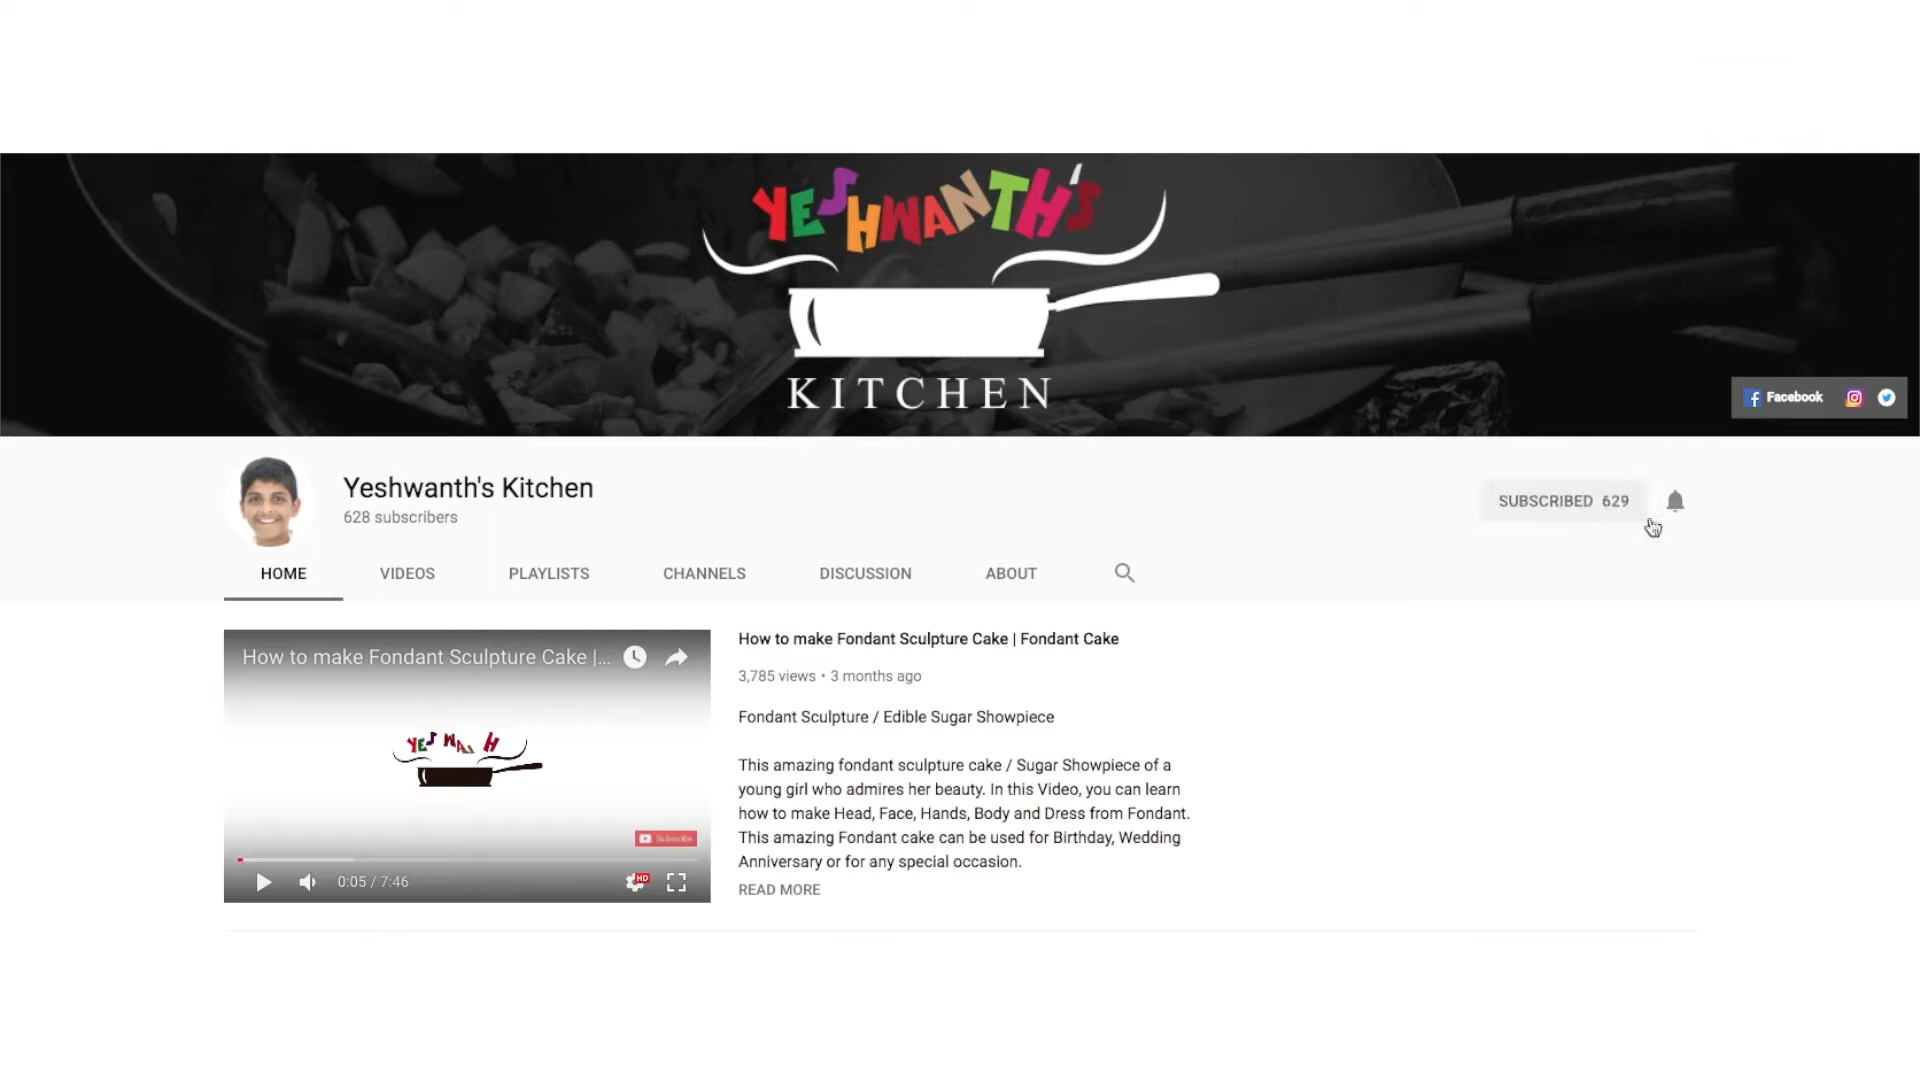 YESHWANTH'S
KITCHEN
Facebook
Yeshwanth's Kitchen
628 subscribers
SUBSCRIBED 629
HOME VIDEOS PLAYLISTS CHANNELS DISCUSSION ABOUT
How to make Fondant Sculpture Cake |...
YES WA H
Subscribe
0:05 / 7:46
HD
How to make Fondant Sculpture Cake | Fondant Cake
3,785 views • 3 months ago
Fondant Sculpture / Edible Sugar Showpiece
This amazing fondant sculpture cake / Sugar Showpiece of a
young girl who admires her beauty. In this Video, you can learn
how to make Head, Face, Hands, Body and Dress from Fondant.
This amazing Fondant cake can be used for Birthday, Wedding
Anniversary or for any special occasion.
READ MORE